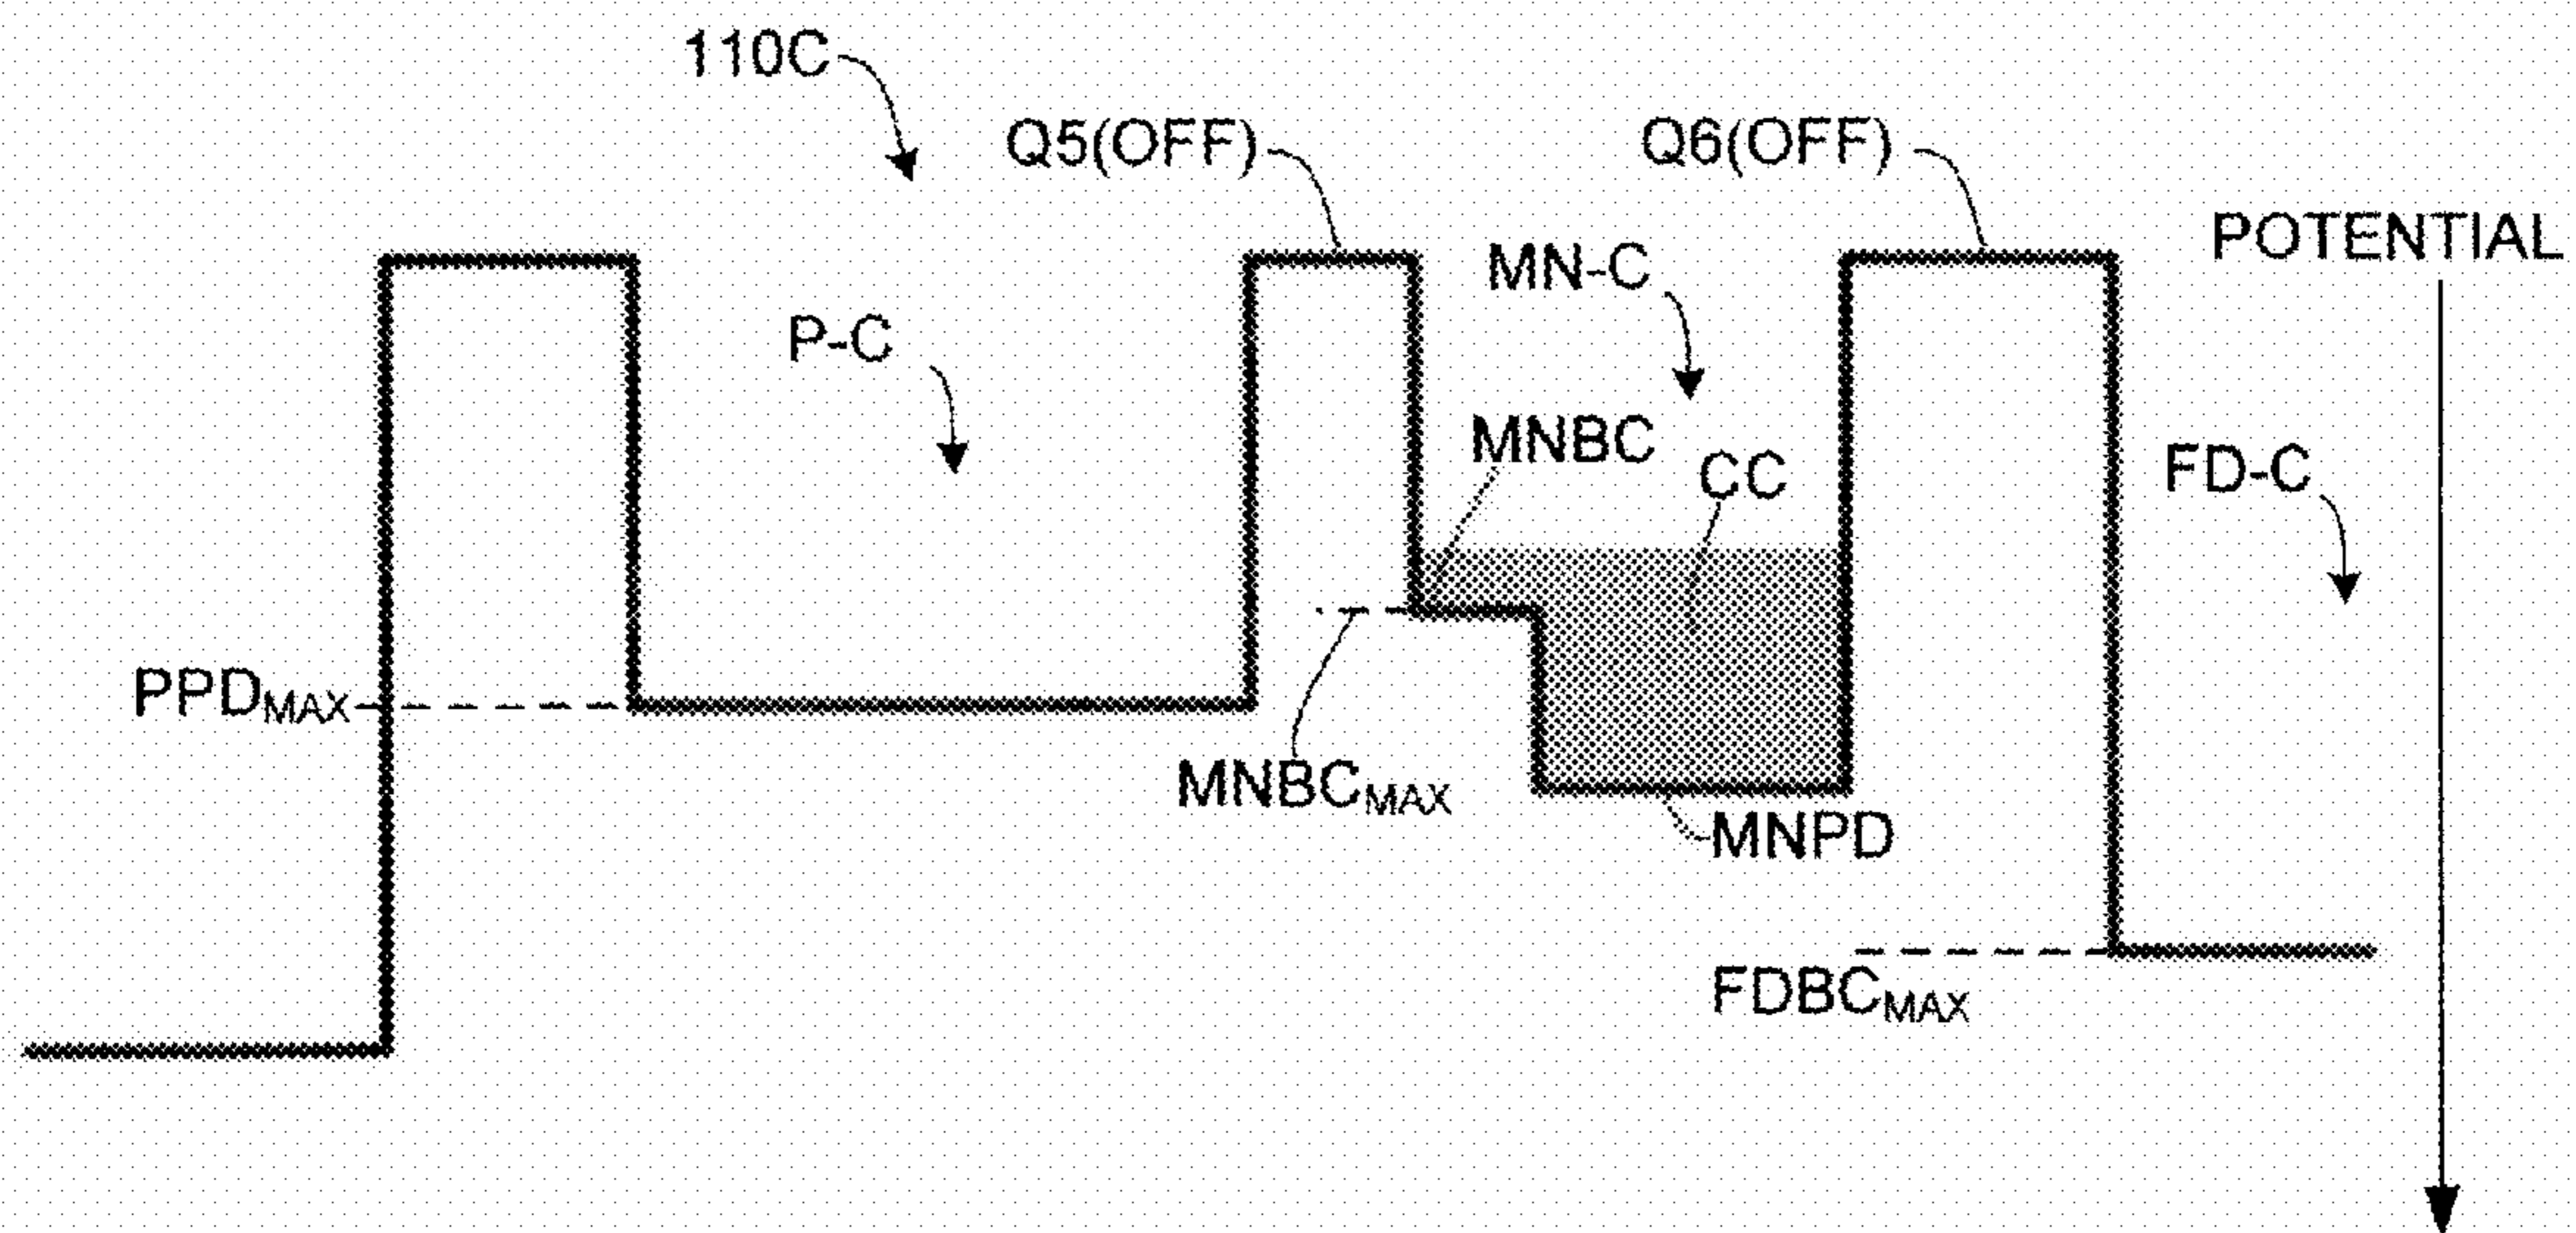 110C
Q5(OFF)
Q6(OFF)
POTENTIAL
MN-C
P-C
MNBC
CC
FD-C
PPDMAX
MNBCMAX
MNPD
FDBCMAX